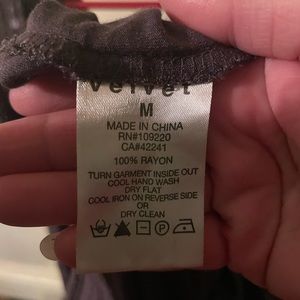 velvet
M
MADE IN CHINA
RN#109220
CA#42241
100% RAYON
TURN GARMENT INSIDE OUT
COOL HAND WASH
DRY FLAT
COOL IRON ON REVERSE SIDE
OR
DRY CLEAN
P